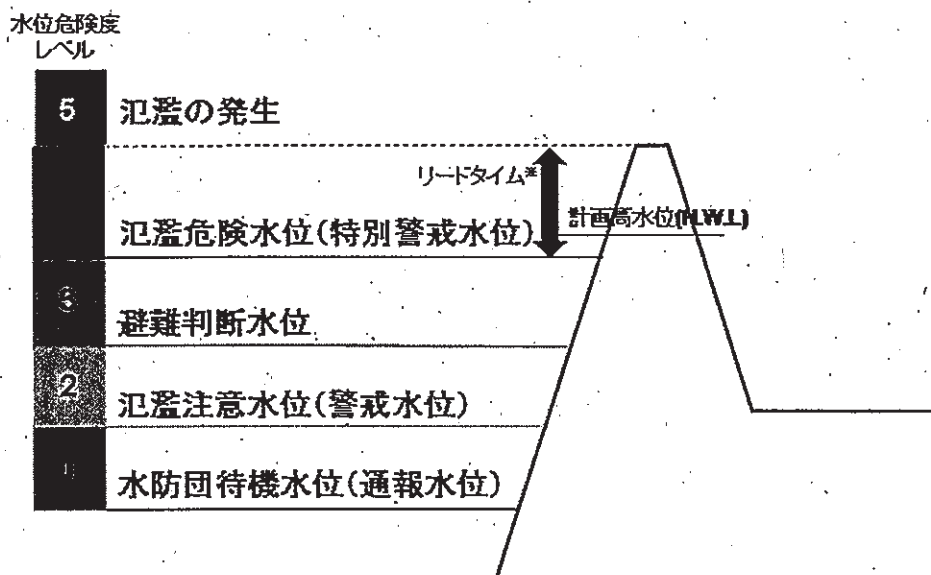 水位危険度
レベル
5
氾濫の発生
リードタイム※
計画高水位(H.W.L)
氾濫危険水位(特別警戒水位)
3
避難判断水位
2
氾濫注意水位(警戒水位)
1
水防団待機水位(通報水位)